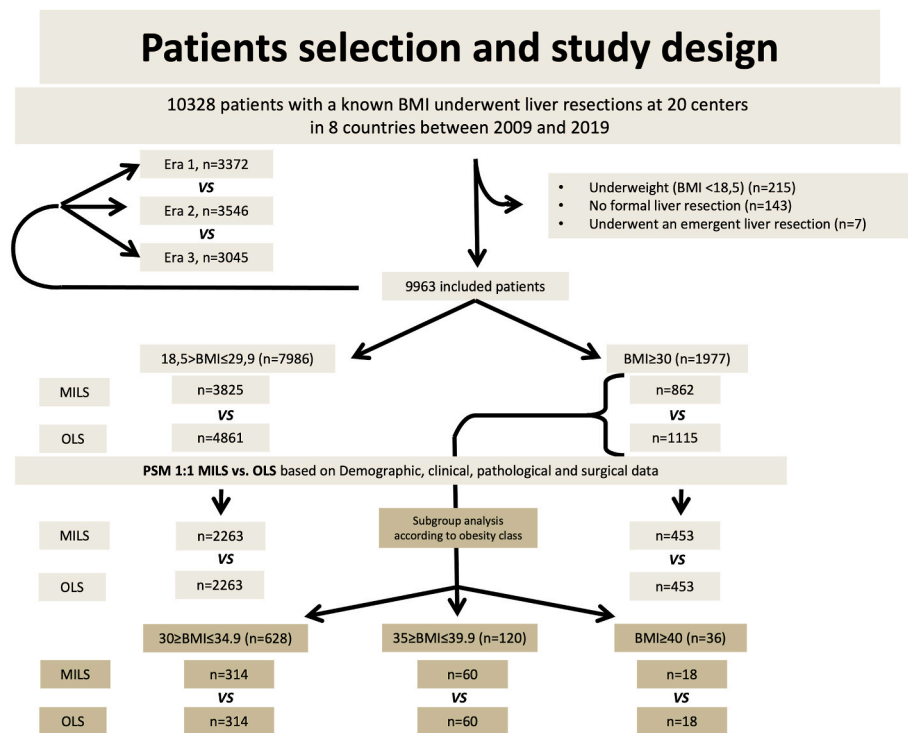 Patients selection and study design
10328 patients with a known BMI underwent liver resections at 20 centers
in 8 countries between 2009 and 2019
Era 1, n=3372
VS
Era 2, n=3546
VS
Era 3, n=3045
• Underweight (BMI <18,5) (n=215)
• No formal liver resection (n=143)
• Underwent an emergent liver resection (n=7)
9963 included patients
18,5>BMI≤29,9 (n=7986)
BMI≥30 (n=1977)
MILS
n=3825
n=862
VS
VS
OLS
n=4861
n=1115
PSM 1:1 MILS vs. OLS based on Demographic, clinical, pathological and surgical data
Subgroup analysis
according to obesity class
MILS
n=2263
n=453
VS
VS
OLS
n=2263
n=453
30≥BMI≤34.9 (n=628)
35≥BMI≤39.9 (n=120)
BMI≥40 (n=36)
MILS
n=314
n=60
n=18
VS
VS
VS
OLS
n=314
n=60
n=18